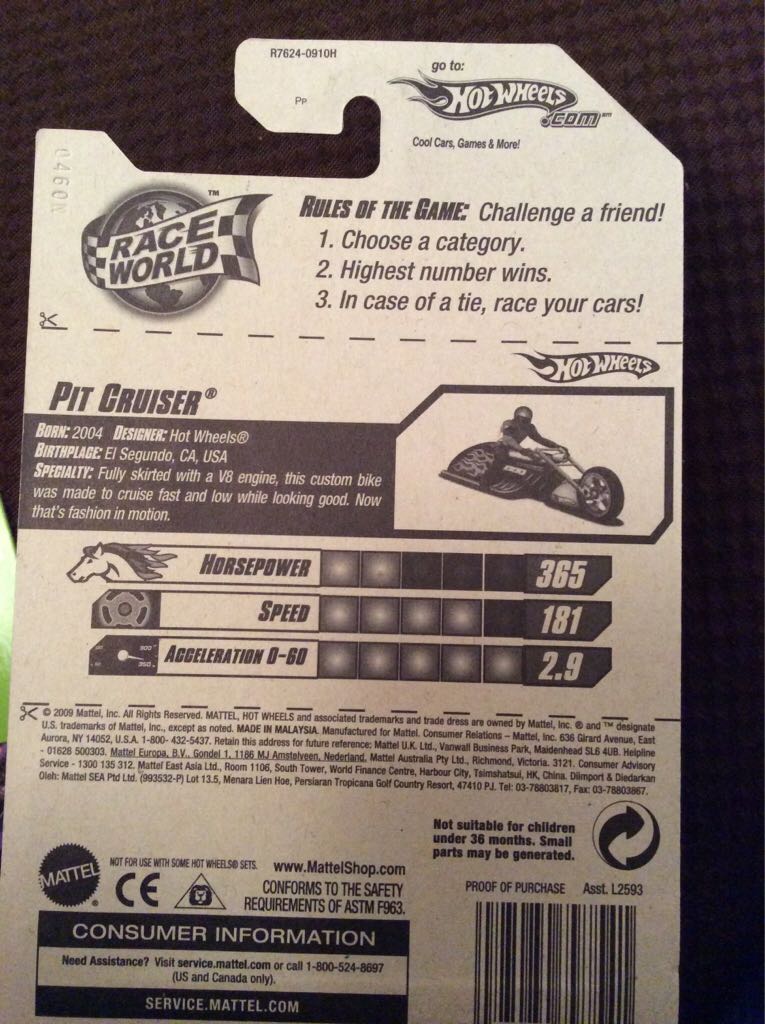 R7624-0910H
PP
go to:
HOT WHEELS
.COM
Cool Cars, Games & More!
0460N
RACE
WORLD™
RULES OF THE GAME: Challenge a friend!
1. Choose a category.
2. Highest number wins.
3. In case of a tie, race your cars!
HOT WHEELS
PIT CRUISER®
BORN: 2004 DESIGNER: Hot Wheels®
BIRTHPLACE: El Segundo, CA, USA
SPECIALTY: Fully skirted with a V8 engine, this custom bike
was made to cruise fast and low while looking good. Now
that's fashion in motion.
HORSEPOWER 365
SPEED 181
ACCELERATION 0-60 2.9
© 2009 Mattel, Inc. All Rights Reserved. MATTEL, HOT WHEELS and associated trademarks and trade dress are owned by Mattel, Inc. ® and ™ designate
U.S. trademarks of Mattel, Inc., except as noted. MADE IN MALAYSIA. Manufactured for Mattel. Consumer Relations – Mattel, Inc. 636 Girard Avenue, East
Aurora, NY 14052, U.S.A. 1-800- 432-5437. Retain this address for future reference: Mattel U.K. Ltd., Vanwall Business Park, Maidenhead SL6 4UB. Helpline
- 01628 500303. Mattel Europa, B.V., Gondel 1, 1186 MJ Amstelveen, Nederland. Mattel Australia Pty Ltd., Richmond, Victoria. 3121. Consumer Advisory
Service - 1300 135 312. Mattel East Asia Ltd., Room 1106, South Tower, World Finance Centre, Harbour City, Tsimshatsui, HK, China. Diimport & Diedarkan
Oleh: Mattel SEA Ptd Ltd. (993532-P) Lot 13.5, Menara Lien Hoe, Persiaran Tropicana Golf Country Resort, 47410 PJ. Tel: 03-78803817, Fax: 03-78803867.
Not suitable for children
under 36 months. Small
parts may be generated.
MATTEL®
NOT FOR USE WITH SOME HOT WHEELS® SETS.
CE
www.MattelShop.com
CONFORMS TO THE SAFETY
REQUIREMENTS OF ASTM F963.
PROOF OF PURCHASE Asst. L2593
CONSUMER INFORMATION
Need Assistance? Visit service.mattel.com or call 1-800-524-8697
(US and Canada only).
SERVICE.MATTEL.COM